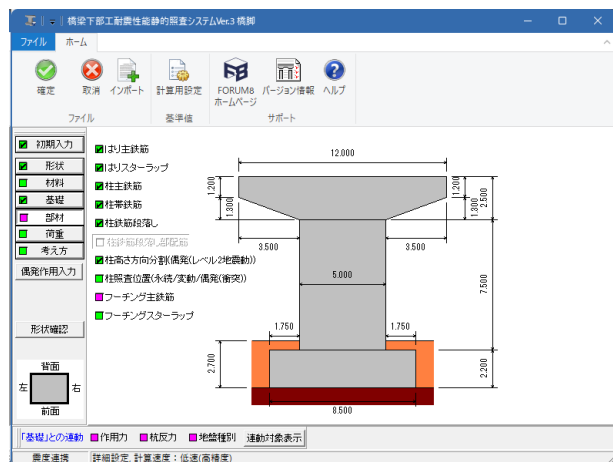 橋梁下部工耐震性能静的照査システムVer.3 橋脚
ファイル ホーム
確定 取消 インポート 計算用設定 FORUM8 ホームページ バージョン情報 ヘルプ
ファイル 基準値 サポート
初期入力
形状
材料
基礎
部材
荷重
考え方
偶発作用入力
形状確認
背面
左 右
前面
はり主鉄筋
はりスターラップ
柱主鉄筋
柱帯鉄筋
柱鉄筋段落し
柱鉄筋段落し部配筋
柱高さ方向分割(偶発(レベル2地震動))
柱照査位置(永続/変動/偶発(衝突))
フーチング主鉄筋
フーチングスターラップ
12.000
1.200
1.300
1.200
1.300
2.500
3.500
3.500
5.000
7.500
1.750
1.750
2.700
2.200
8.500
「基礎」との連動 作用力 杭反力 地盤種別 連動対象表示
震度連携 詳細設定, 計算速度:低速(高精度)